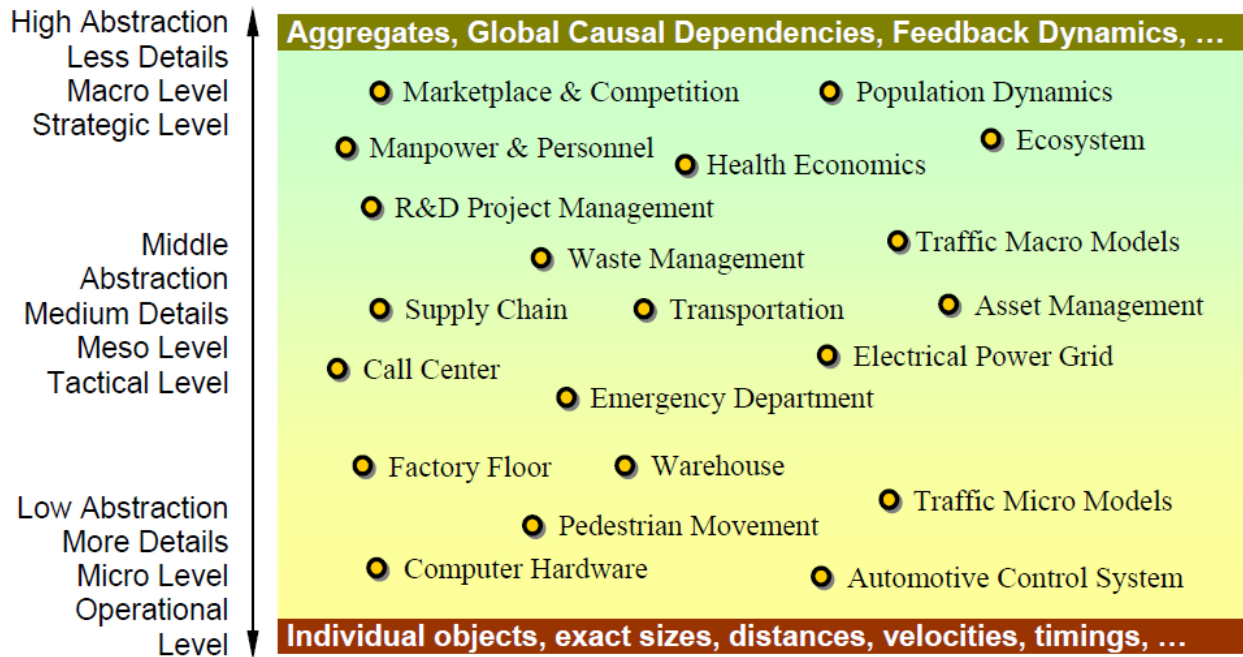 High Abstraction
Less Details
Macro Level
Strategic Level
Middle
Abstraction
Medium Details
Meso Level
Tactical Level
Low Abstraction
More Details
Micro Level
Operational
Level
Aggregates, Global Causal Dependencies, Feedback Dynamics, …
Marketplace & Competition
Population Dynamics
Manpower & Personnel
Health Economics
Ecosystem
R&D Project Management
Waste Management
Traffic Macro Models
Supply Chain
Transportation
Asset Management
Call Center
Electrical Power Grid
Emergency Department
Factory Floor
Warehouse
Traffic Micro Models
Pedestrian Movement
Computer Hardware
Automotive Control System
Individual objects, exact sizes, distances, velocities, timings, …